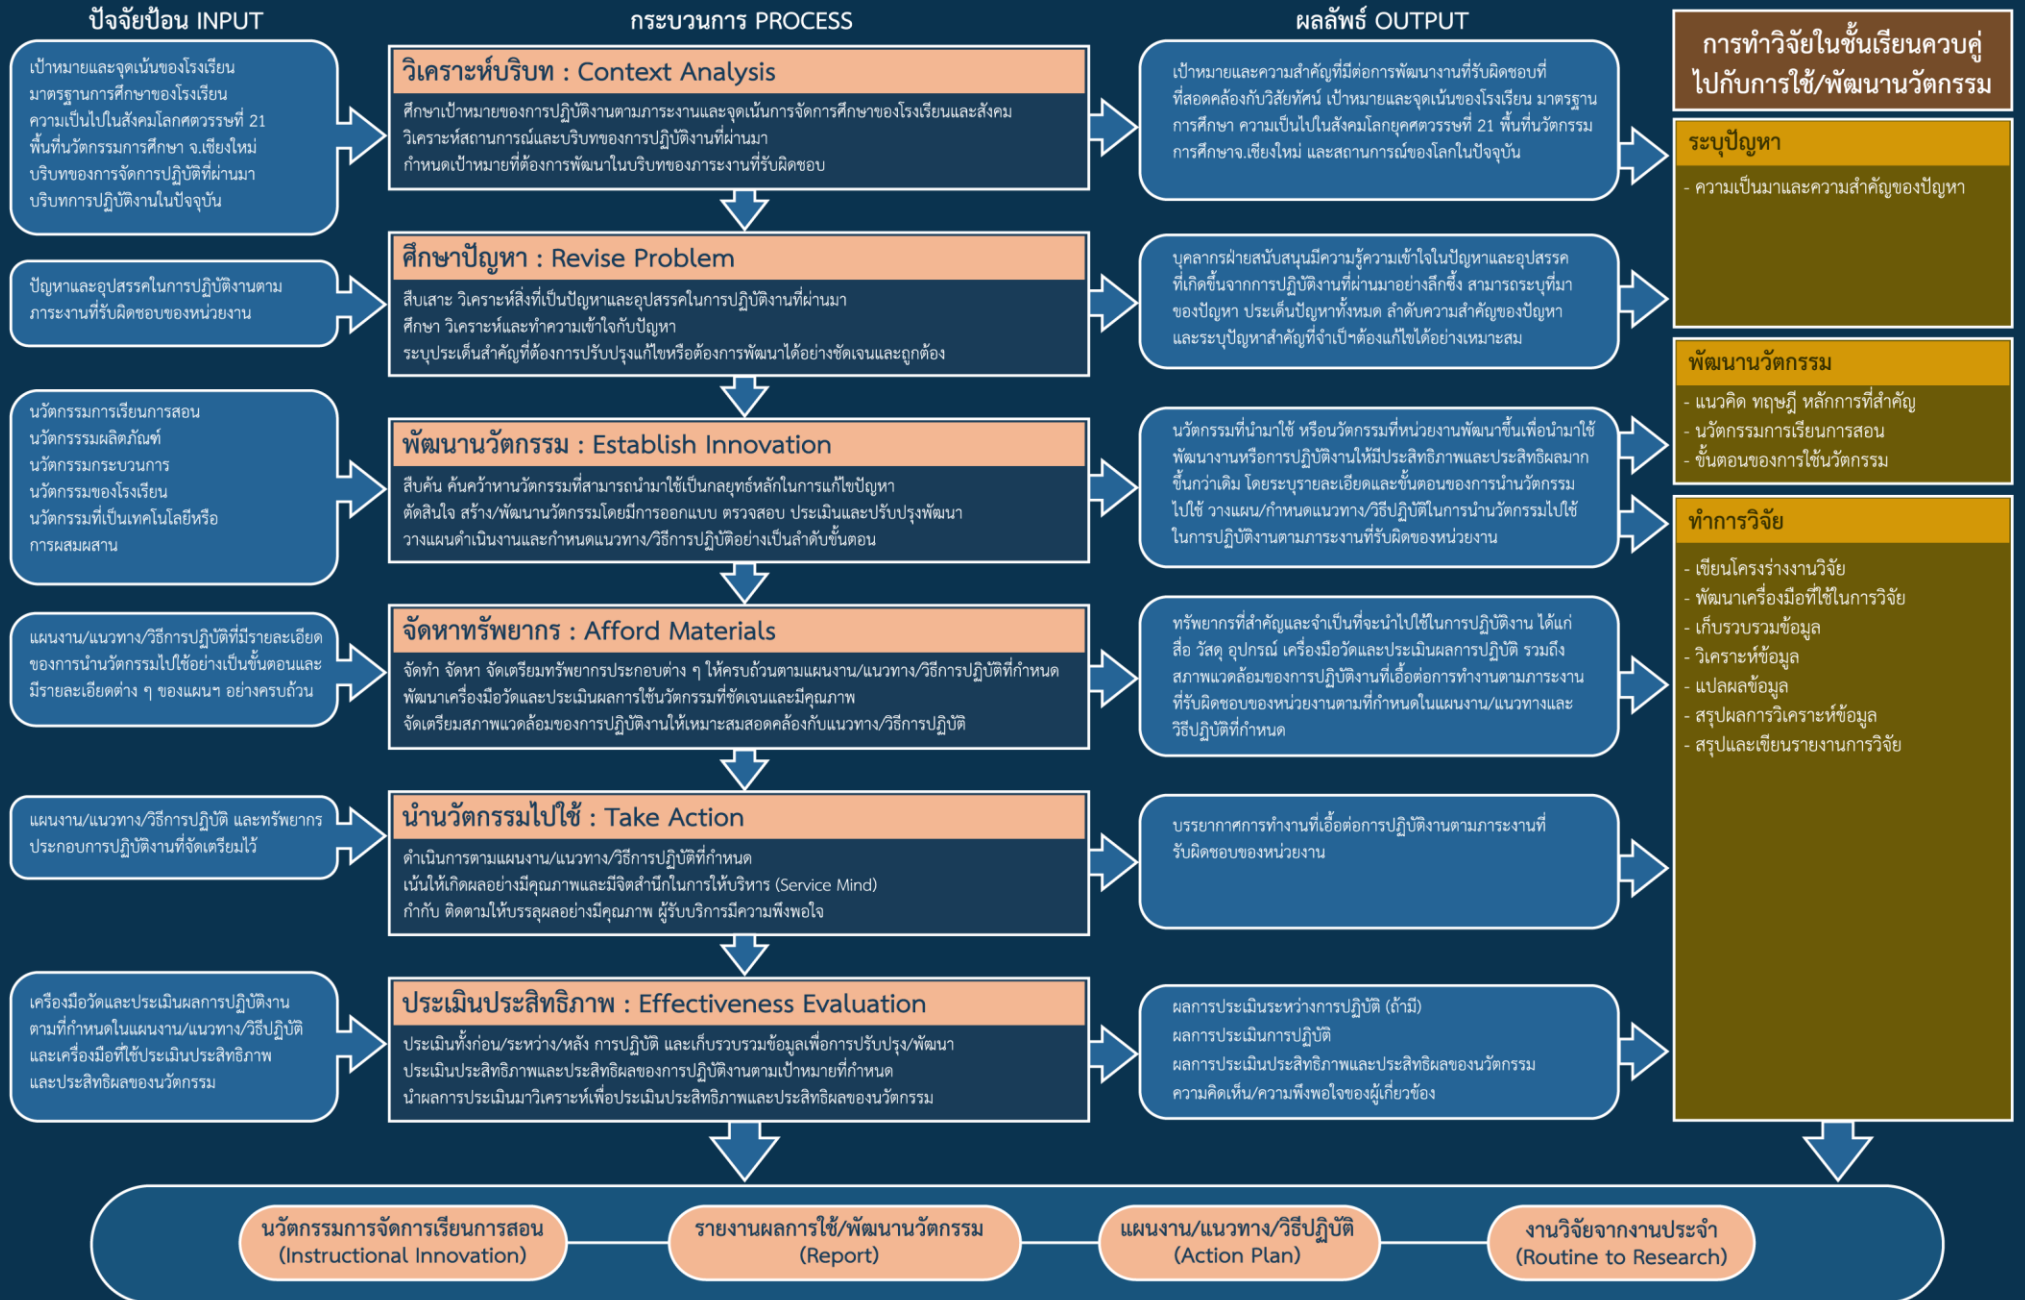 ปัจจัยป้อน INPUT
กระบวนการ PROCESS
ผลลัพธ์ OUTPUT
การทำวิจัยในชั้นเรียนควบคู่
ไปกับการใช้/พัฒนานวัตกรรม
เป้าหมายและจุดเน้นของโรงเรียน
มาตรฐานการศึกษาของโรงเรียน
ความเป็นไปในสังคมโลกศตวรรษที่ 21
พื้นที่นวัตกรรมการศึกษา จ.เชียงใหม่
บริบทของการจัดการปฏิบัติที่ผ่านมา
บริบทการปฏิบัติงานในปัจจุบัน
วิเคราะห์บริบท : Context Analysis
ศึกษาเป้าหมายของการปฏิบัติงานตามภาระงานและจุดเน้นการจัดการศึกษาของโรงเรียนและสังคม
วิเคราะห์สถานการณ์และบริบทของการปฏิบัติงานที่ผ่านมา
กำหนดเป้าหมายที่ต้องการพัฒนาในบริบทของภาระงานที่รับผิดชอบ
เป้าหมายและความสำคัญที่มีต่อการพัฒนางานที่รับผิดชอบที่
ที่สอดคล้องกับวิสัยทัศน์ เป้าหมายและจุดเน้นของโรงเรียน มาตรฐาน
การศึกษา ความเป็นไปในสังคมโลกยุคศตวรรษที่ 21 พื้นที่นวัตกรรม
การศึกษาจ.เชียงใหม่ และสถานการณ์ของโลกในปัจจุบัน
ระบุปัญหา
- ความเป็นมาและความสำคัญของปัญหา
ปัญหาและอุปสรรคในการปฏิบัติงานตาม
ภาระงานที่รับผิดชอบของหน่วยงาน
ศึกษาปัญหา : Revise Problem
สืบเสาะ วิเคราะห์สิ่งที่เป็นปัญหาและอุปสรรคในการปฏิบัติงานที่ผ่านมา
ศึกษา วิเคราะห์และทำความเข้าใจกับปัญหา
ระบุประเด็นสำคัญที่ต้องการปรับปรุงแก้ไขหรือต้องการพัฒนาได้อย่างชัดเจนและถูกต้อง
บุคลากรฝ่ายสนับสนุนมีความรู้ความเข้าใจในปัญหาและอุปสรรค
ที่เกิดขึ้นจากการปฏิบัติงานที่ผ่านมาอย่างลึกซึ้ง สามารถระบุที่มา
ของปัญหา ประเด็นปัญหาทั้งหมด ลำดับความสำคัญของปัญหา
และระบุปัญหาสำคัญที่จำเป็ฯต้องแก้ไขได้อย่างเหมาะสม
พัฒนานวัตกรรม
- แนวคิด ทฤษฎี หลักการที่สำคัญ
- นวัตกรรมการเรียนการสอน
- ขั้นตอนของการใช้นวัตกรรม
นวัตกรรมการเรียนการสอน
นวัตกรรรมผลิตภัณฑ์
นวัตกรรมกระบวนการ
นวัตกรรมของโรงเรียน
นวัตกรรมที่เป็นเทคโนโลยีหรือ
การผสมผสาน
พัฒนานวัตกรรม : Establish Innovation
สืบค้น ค้นคว้าหานวัตกรรมที่สามารถนำมาใช้เป็นกลยุทธ์หลักในการแก้ไขปัญหา
ตัดสินใจ สร้าง/พัฒนานวัตกรรมโดยมีการออกแบบ ตรวจสอบ ประเมินและปรับปรุงพัฒนา
วางแผนดำเนินงานและกำหนดแนวทาง/วิธีการปฏิบัติอย่างเป็นลำดับขั้นตอน
นวัตกรรมที่นำมาใช้ หรือนวัตกรรมที่หน่วยงานพัฒนาขึ้นเพื่อนำมาใช้
พัฒนางานหรือการปฏิบัติงานให้มีประสิทธิภาพและประสิทธิผลมาก
ขึ้นกว่าเดิม โดยระบุรายละเอียดและขั้นตอนของการนำนวัตกรรม
ไปใช้ วางแผน/กำหนดแนวทาง/วิธีปฏิบัติในการนำนวัตกรรมไปใช้
ในการปฏิบัติงานตามภาระงานที่รับผิดของหน่วยงาน
ทำการวิจัย
- เขียนโครงร่างงานวิจัย
- พัฒนาเครื่องมือที่ใช้ในการวิจัย
- เก็บรวบรวมข้อมูล
- วิเคราะห์ข้อมูล
- แปลผลข้อมูล
- สรุปผลการวิเคราะห์ข้อมูล
- สรุปและเขียนรายงานการวิจัย
แผนงาน/แนวทาง/วิธีการปฏิบัติที่มีรายละเอียด
ของการนำนวัตกรรมไปใช้อย่างเป็นขั้นตอนและ
มีรายละเอียดต่าง ๆ ของแผนฯ อย่างครบถ้วน
จัดหาทรัพยากร : Afford Materials
จัดทำ จัดหา จัดเตรียมทรัพยากรประกอบต่าง ๆ ให้ครบถ้วนตามแผนงาน/แนวทาง/วิธีการปฏิบัติที่กำหนด
พัฒนาเครื่องมือวัดและประเมินผลการใช้นวัตกรรมที่ชัดเจนและมีคุณภาพ
จัดเตรียมสภาพแวดล้อมของการปฏิบัติงานให้เหมาะสมสอดคล้องกับแนวทาง/วิธีการปฏิบัติ
ทรัพยากรที่สำคัญและจำเป็นที่จะนำไปใช้ในการปฏิบัติงาน ได้แก่
สื่อ วัสดุ อุปกรณ์ เครื่องมือวัดและประเมินผลการปฏิบัติ รวมถึง
สภาพแวดล้อมของการปฏิบัติงานที่เอื้อต่อการทำงานตามภาระงาน
ที่รับผิดชอบของหน่วยงานตามที่กำหนดในแผนงาน/แนวทางและ
วิธีปฏิบัติที่กำหนด
แผนงาน/แนวทาง/วิธีการปฏิบัติ และทรัพยากร
ประกอบการปฏิบัติงานที่จัดเตรียมไว้
นำนวัตกรรมไปใช้ : Take Action
ดำเนินการตามแผนงาน/แนวทาง/วิธีการปฏิบัติที่กำหนด
เน้นให้เกิดผลอย่างมีคุณภาพและมีจิตสำนึกในการให้บริหาร (Service Mind)
กำกับ ติดตามให้บรรลุผลอย่างมีคุณภาพ ผู้รับบริการมีความพึงพอใจ
บรรยากาศการทำงานที่เอื้อต่อการปฏิบัติงานตามภาระงานที่
รับผิดชอบของหน่วยงาน
เครื่องมือวัดและประเมินผลการปฏิบัติงาน
ตามที่กำหนดในแผนงาน/แนวทาง/วิธีปฏิบัติ
และเครื่องมือที่ใช้ประเมินประสิทธิภาพ
และประสิทธิผลของนวัตกรรม
ประเมินประสิทธิภาพ : Effectiveness Evaluation
ประเมินทั้งก่อน/ระหว่าง/หลัง การปฏิบัติ และเก็บรวบรวมข้อมูลเพื่อการปรับปรุง/พัฒนา
ประเมินประสิทธิภาพและประสิทธิผลของการปฏิบัติงานตามเป้าหมายที่กำหนด
นำผลการประเมินมาวิเคราะห์เพื่อประเมินประสิทธิภาพและประสิทธิผลของนวัตกรรม
ผลการประเมินระหว่างการปฏิบัติ (ถ้ามี)
ผลการประเมินการปฏิบัติ
ผลการประเมินประสิทธิภาพและประสิทธิผลของนวัตกรรม
ความคิดเห็น/ความพึงพอใจของผู้เกี่ยวข้อง
นวัตกรรมการจัดการเรียนการสอน
(Instructional Innovation)
รายงานผลการใช้/พัฒนานวัตกรรม
(Report)
แผนงาน/แนวทาง/วิธีปฏิบัติ
(Action Plan)
งานวิจัยจากงานประจำ
(Routine to Research)